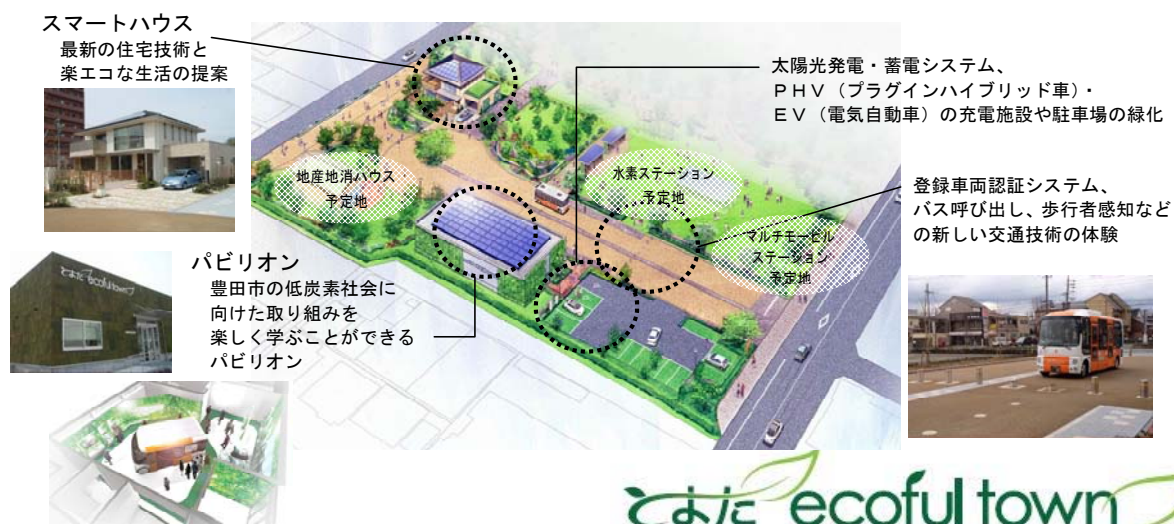 スマートハウス
最新の住宅技術と
楽エコな生活の提案
太陽光発電・蓄電システム、
ＰＨＶ（プラグインハイブリッド車）・
ＥＶ（電気自動車）の充電施設や駐車場の緑化
地産地消ハウス
予定地
水素ステーション
予定地
登録車両認証システム、
バス呼び出し、歩行者感知など
の新しい交通技術の体験
マルチモービル
ステーション
予定地
とよた ecoful town
パビリオン
豊田市の低炭素社会に
向けた取り組みを
楽しく学ぶことができる
パビリオン
とよた ecoful town